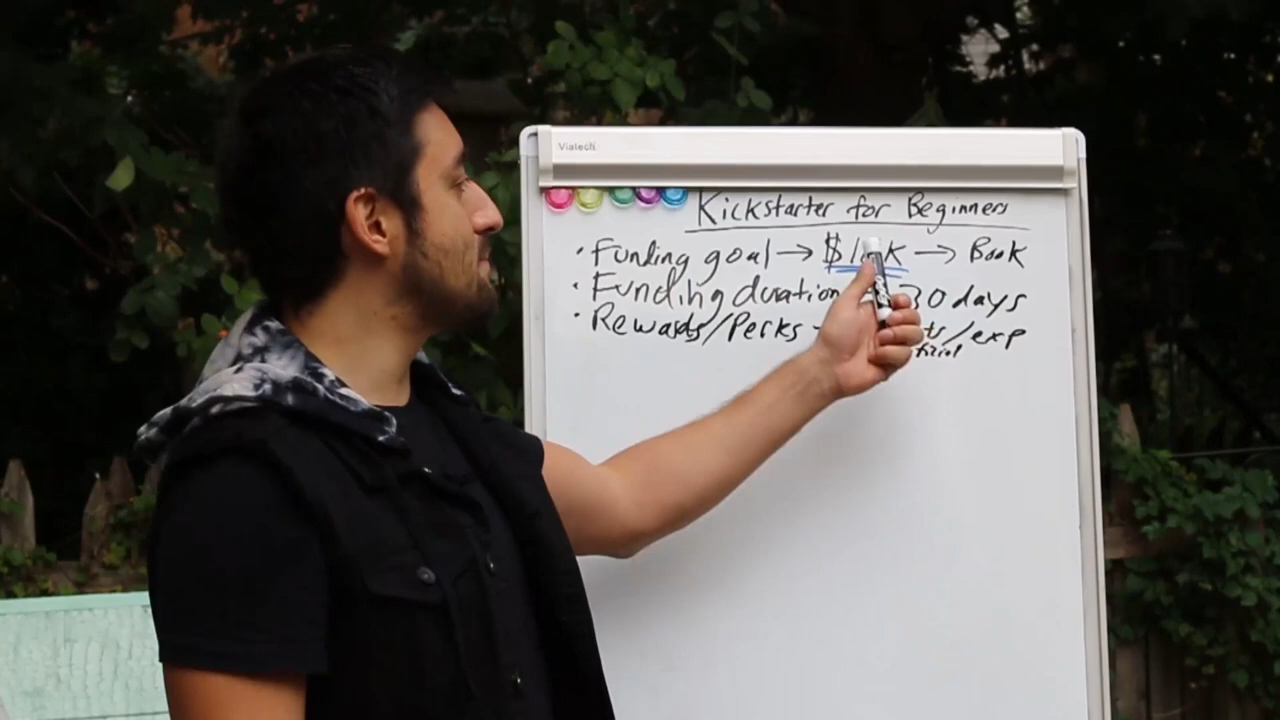 Vialech
Kickstarter for Beginners
· Funding goal → $ → Book
· Funding duration 30 days
· Rewards/Perks /exp